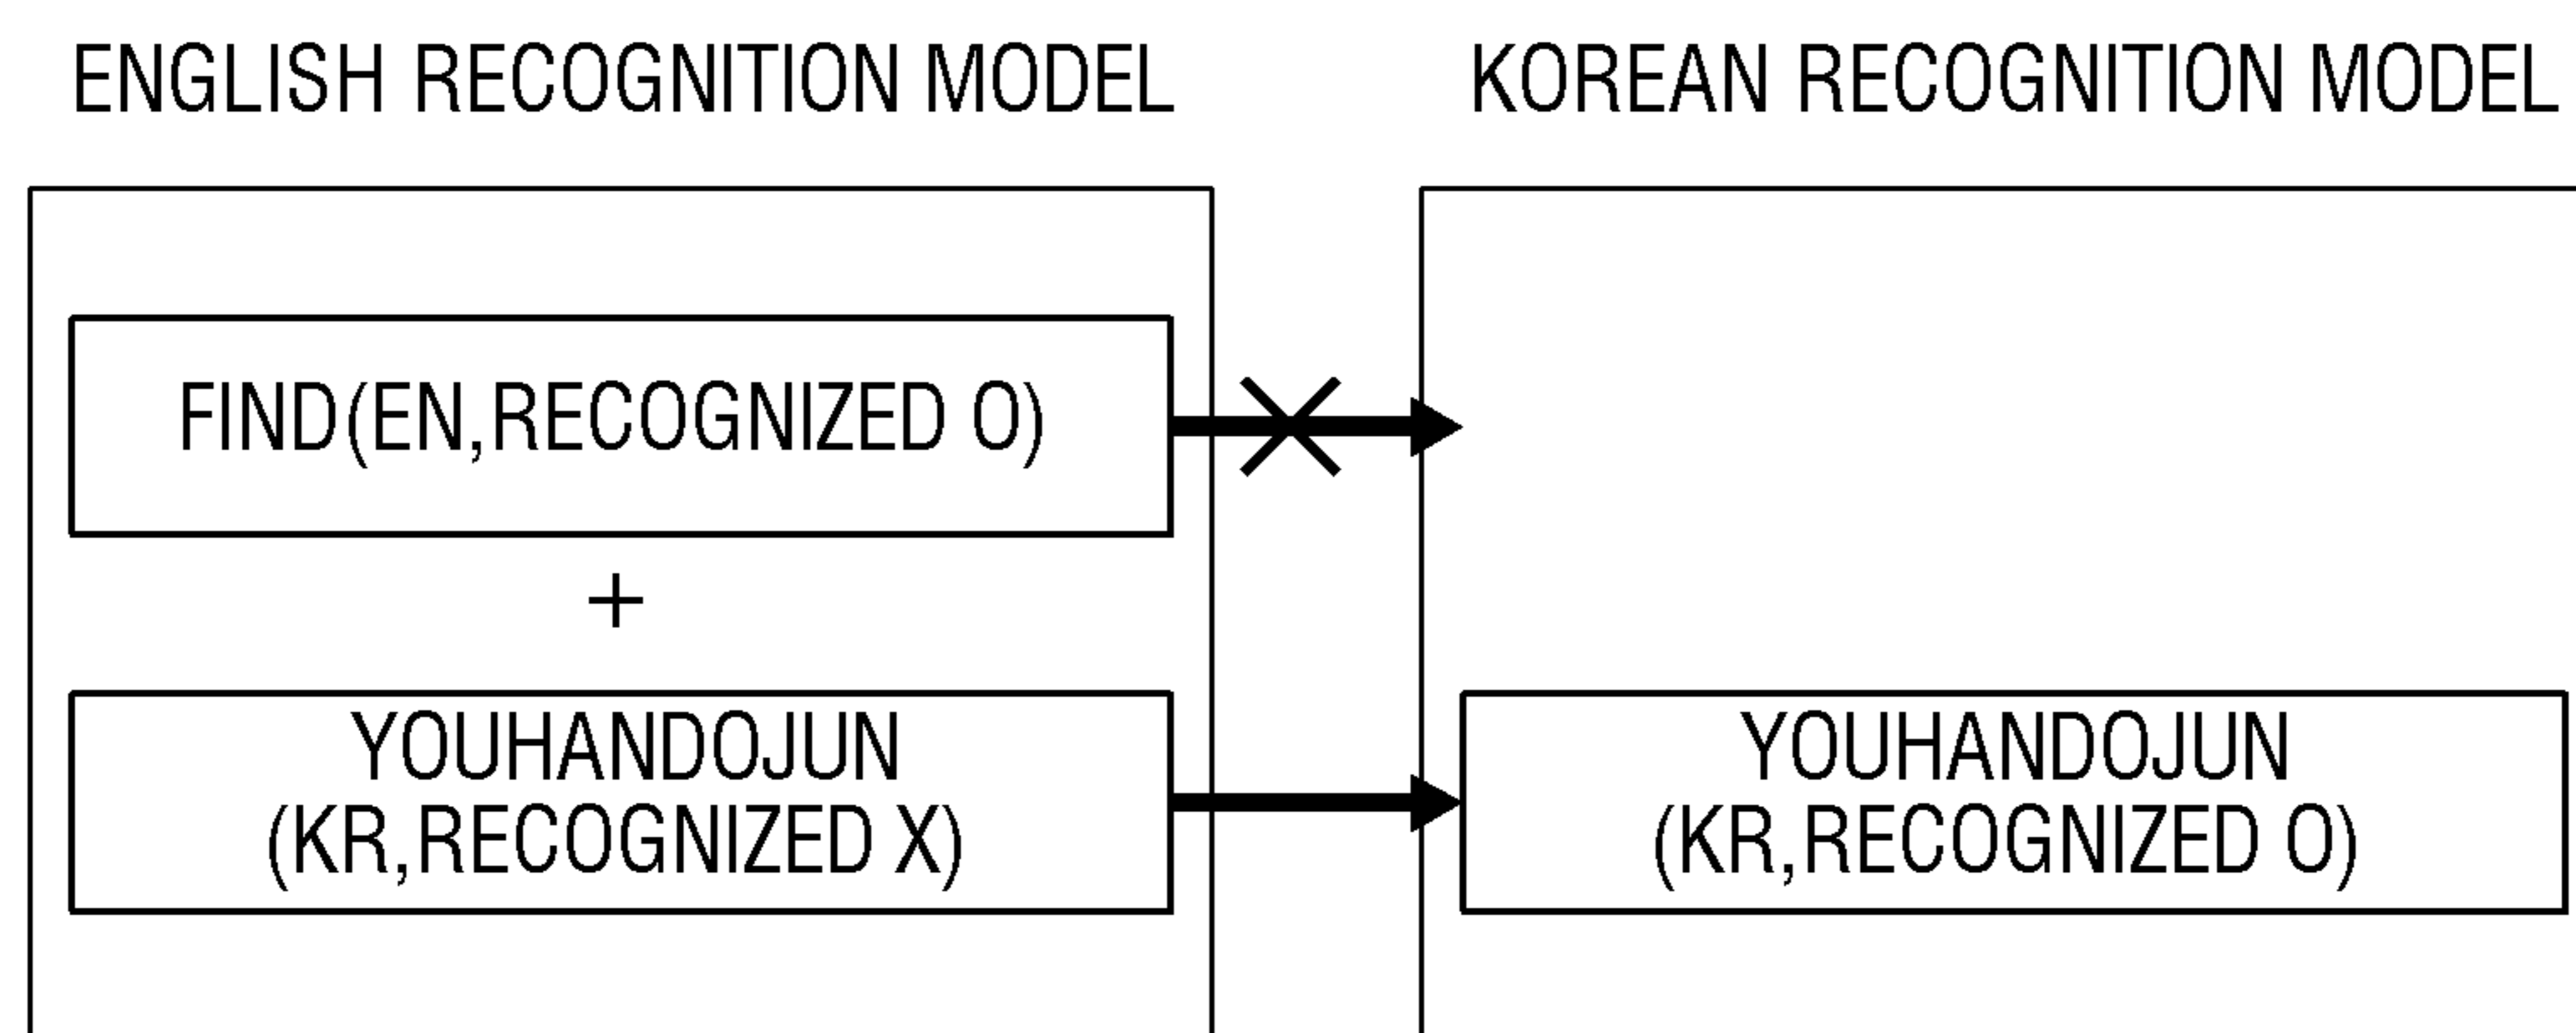 ENGLISH RECOGNITION MODEL
KOREAN RECOGNITION MODEL
FIND(EN,RECOGNIZED O)
+
YOUHANDOJUN
(KR,RECOGNIZED X)
YOUHANDOJUN
(KR,RECOGNIZED O)